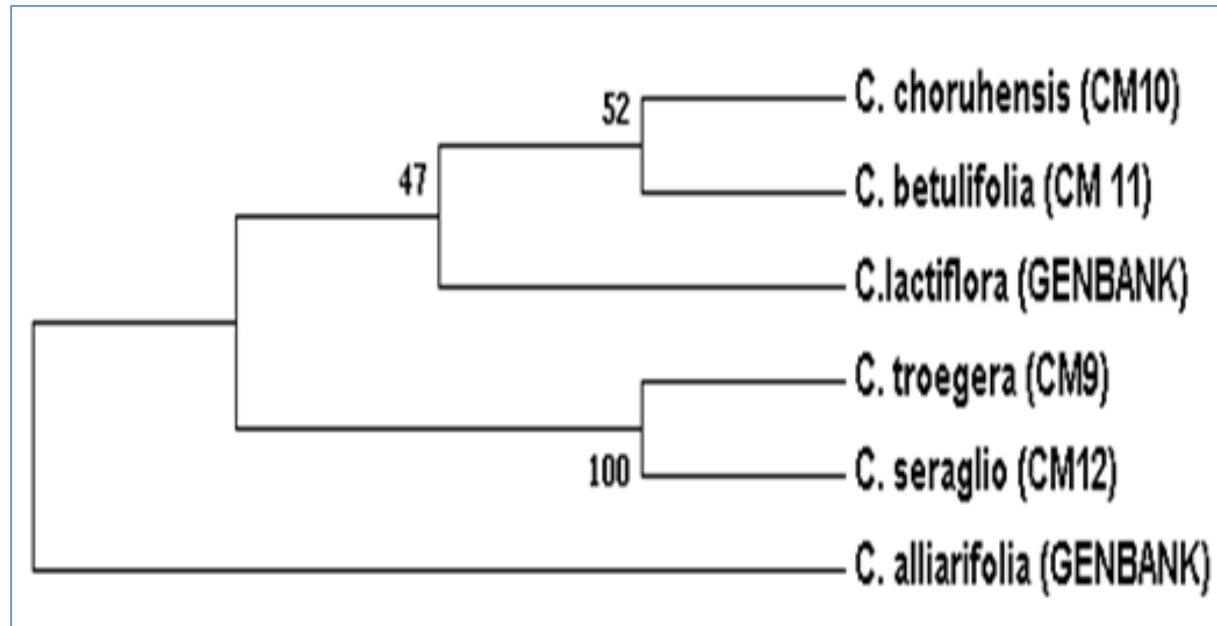 C. choruhensis (CM10)
52
C. betulifolia (CM 11)
47
C.lactiflora (GENBANK)
C. troegera (CM9)
100
C. seraglio (CM12)
C. alliarifolia (GENBANK)